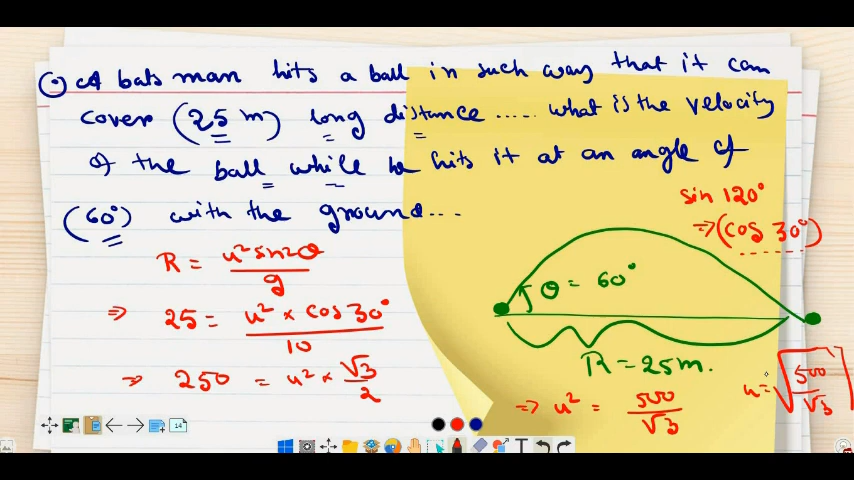 A bats man hits a ball in such way that it can
cover (25 m) long distance ..... what is the velocity
of the ball while he hits it at an angle of
(60°) with the ground...
sin 120°
⇒ (cos 30°)
R = u² sin2θ / g
⇒ 25 = u² × cos 30° / 10
⇒ 250 = u² × √3 / 2
θ = 60°
R = 25m.
⇒ u² = 500 / √3
u = √(500 / √3)
14
T